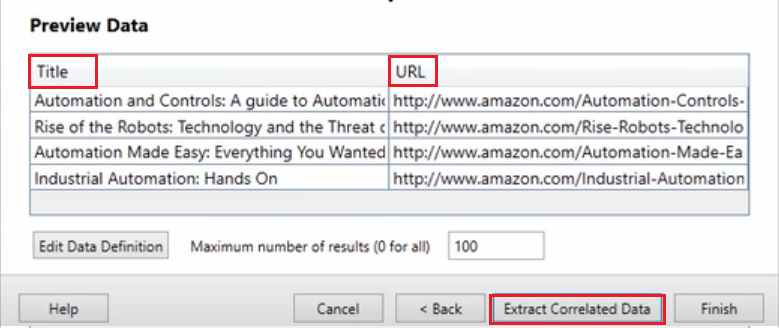 Preview Data
Title URL
Automation and Controls: A guide to Automatic http://www.amazon.com/Automation-Controls-
Rise of the Robots: Technology and the Threat http://www.amazon.com/Rise-Robots-Technolo
Automation Made Easy: Everything You Wanted http://www.amazon.com/Automation-Made-Ea
Industrial Automation: Hands On http://www.amazon.com/Industrial-Automation
Edit Data Definition Maximum number of results (0 for all) 100
Help Cancel < Back Extract Correlated Data Finish